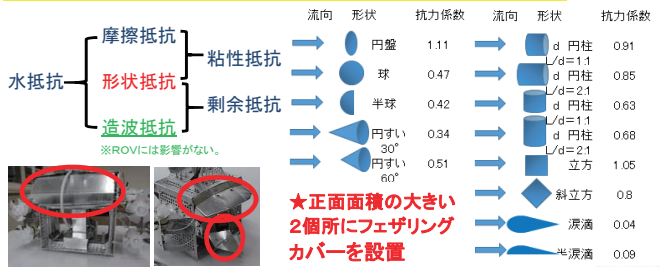 水抵抗
摩擦抵抗
形状抵抗
造波抵抗
粘性抵抗
剰余抵抗
※ROVには影響がない。
流向 形状 抗力係数
円盤 1.11
球 0.47
半球 0.42
円すい 0.34
30°
円すい 0.51
60°
★正面面積の大きい
2個所にフェザリング
カバーを設置
流向 形状 抗力係数
d 円柱 0.91
L/d=1:1
d 円柱 0.85
L/d=2:1
d 円柱 0.63
L/d=1:1
d 円柱 0.68
L/d=2:1
立方 1.05
斜立方 0.8
涙滴 0.04
半涙滴 0.09